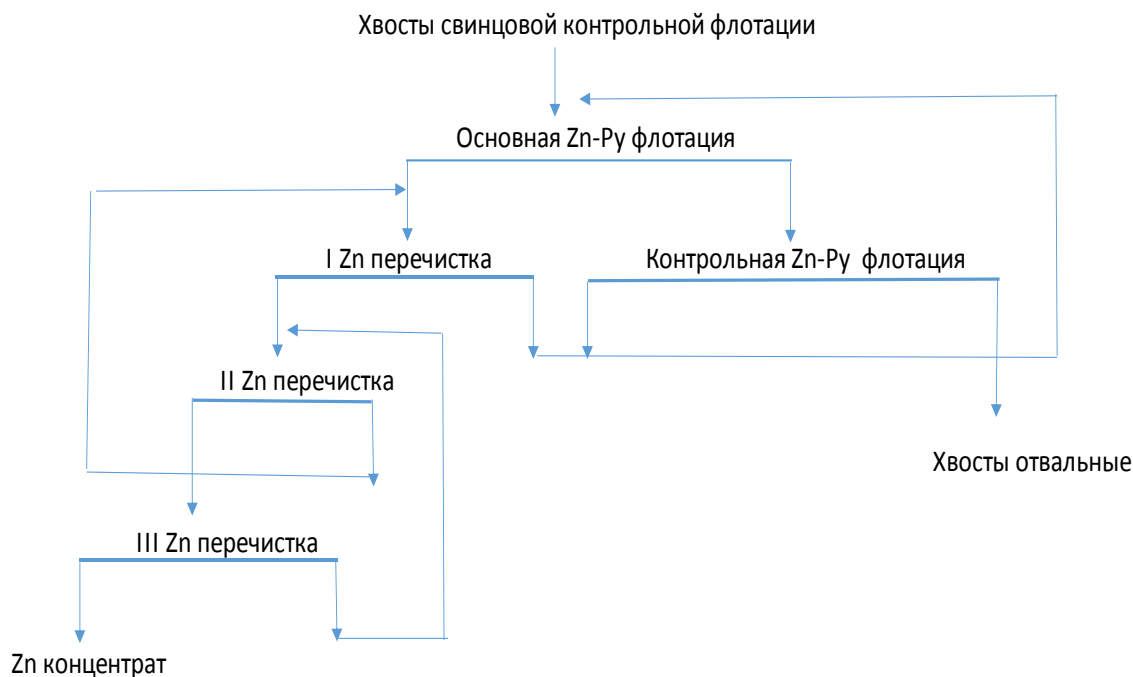 Хвосты свинцовой контрольной флотации
Основная Zn-Py флотация
I Zn перечистка
Контрольная Zn-Py флотация
II Zn перечистка
Хвосты отвальные
III Zn перечистка
Zn концентрат